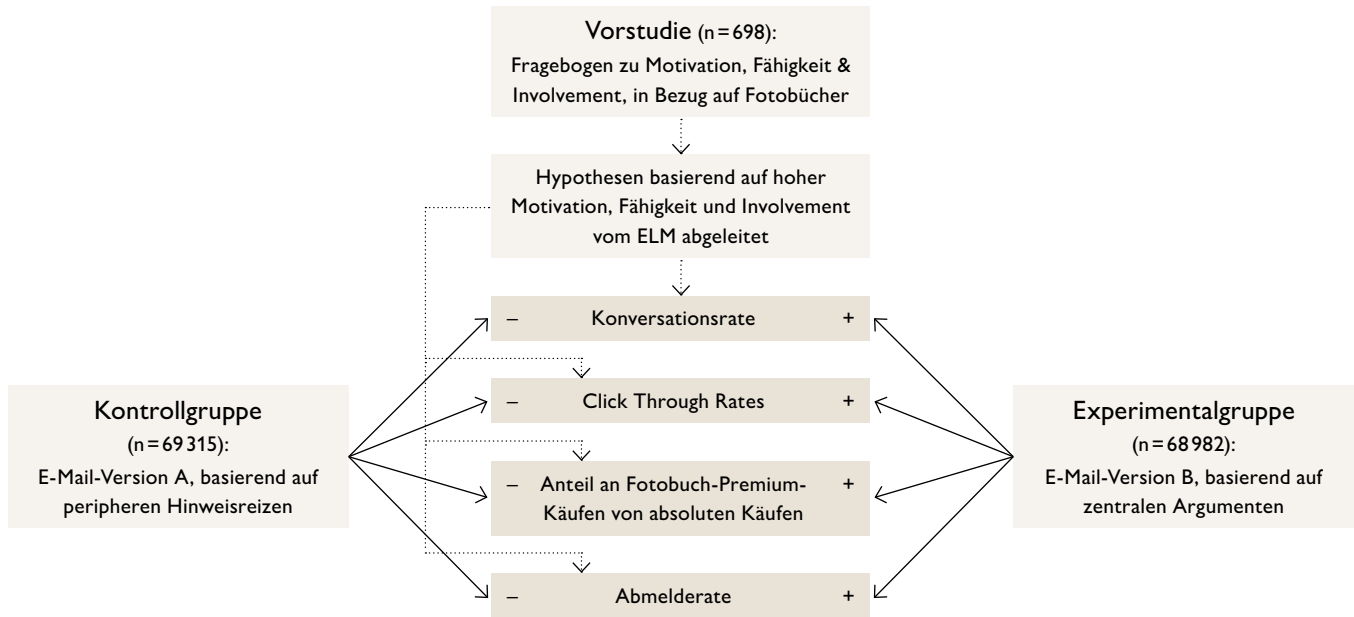 Vorstudie (n = 698):
Fragebogen zu Motivation, Fähigkeit &
Involvement, in Bezug auf Fotobücher
Hypothesen basierend auf hoher
Motivation, Fähigkeit und Involvement
vom ELM abgeleitet
– Konversationsrate +
– Click Through Rates +
– Anteil an Fotobuch-Premium- +
Käufen von absoluten Käufen
– Abmelderate +
Kontrollgruppe
(n = 69 315):
E-Mail-Version A, basierend auf
peripheren Hinweisreizen
Experimentalgruppe
(n = 68 982):
E-Mail-Version B, basierend auf
zentralen Argumenten